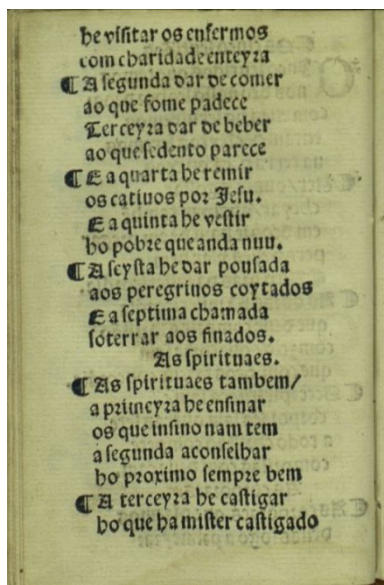 he visitar os enfermos
com charidade enteyra
¶ A segunda dar de comer
ao que fome padece
Terceyra dar de beber
ao que sedento parece
¶ E a quarta he remir
os cativos por Jesu.
E a quinta he vestir
ho pobre que anda nuu.
¶ A seysta he dar pousada
aos peregrinos coytados
E a septima chamada
soterrar aos finados.
As spirituaes.
¶ As spirituaes tambem/
a primeyra he ensinar
os que insino nam tem
a segunda aconselhar
ho proximo sempre bem
¶ A terceyra he castigar
ho que ha mister castigado